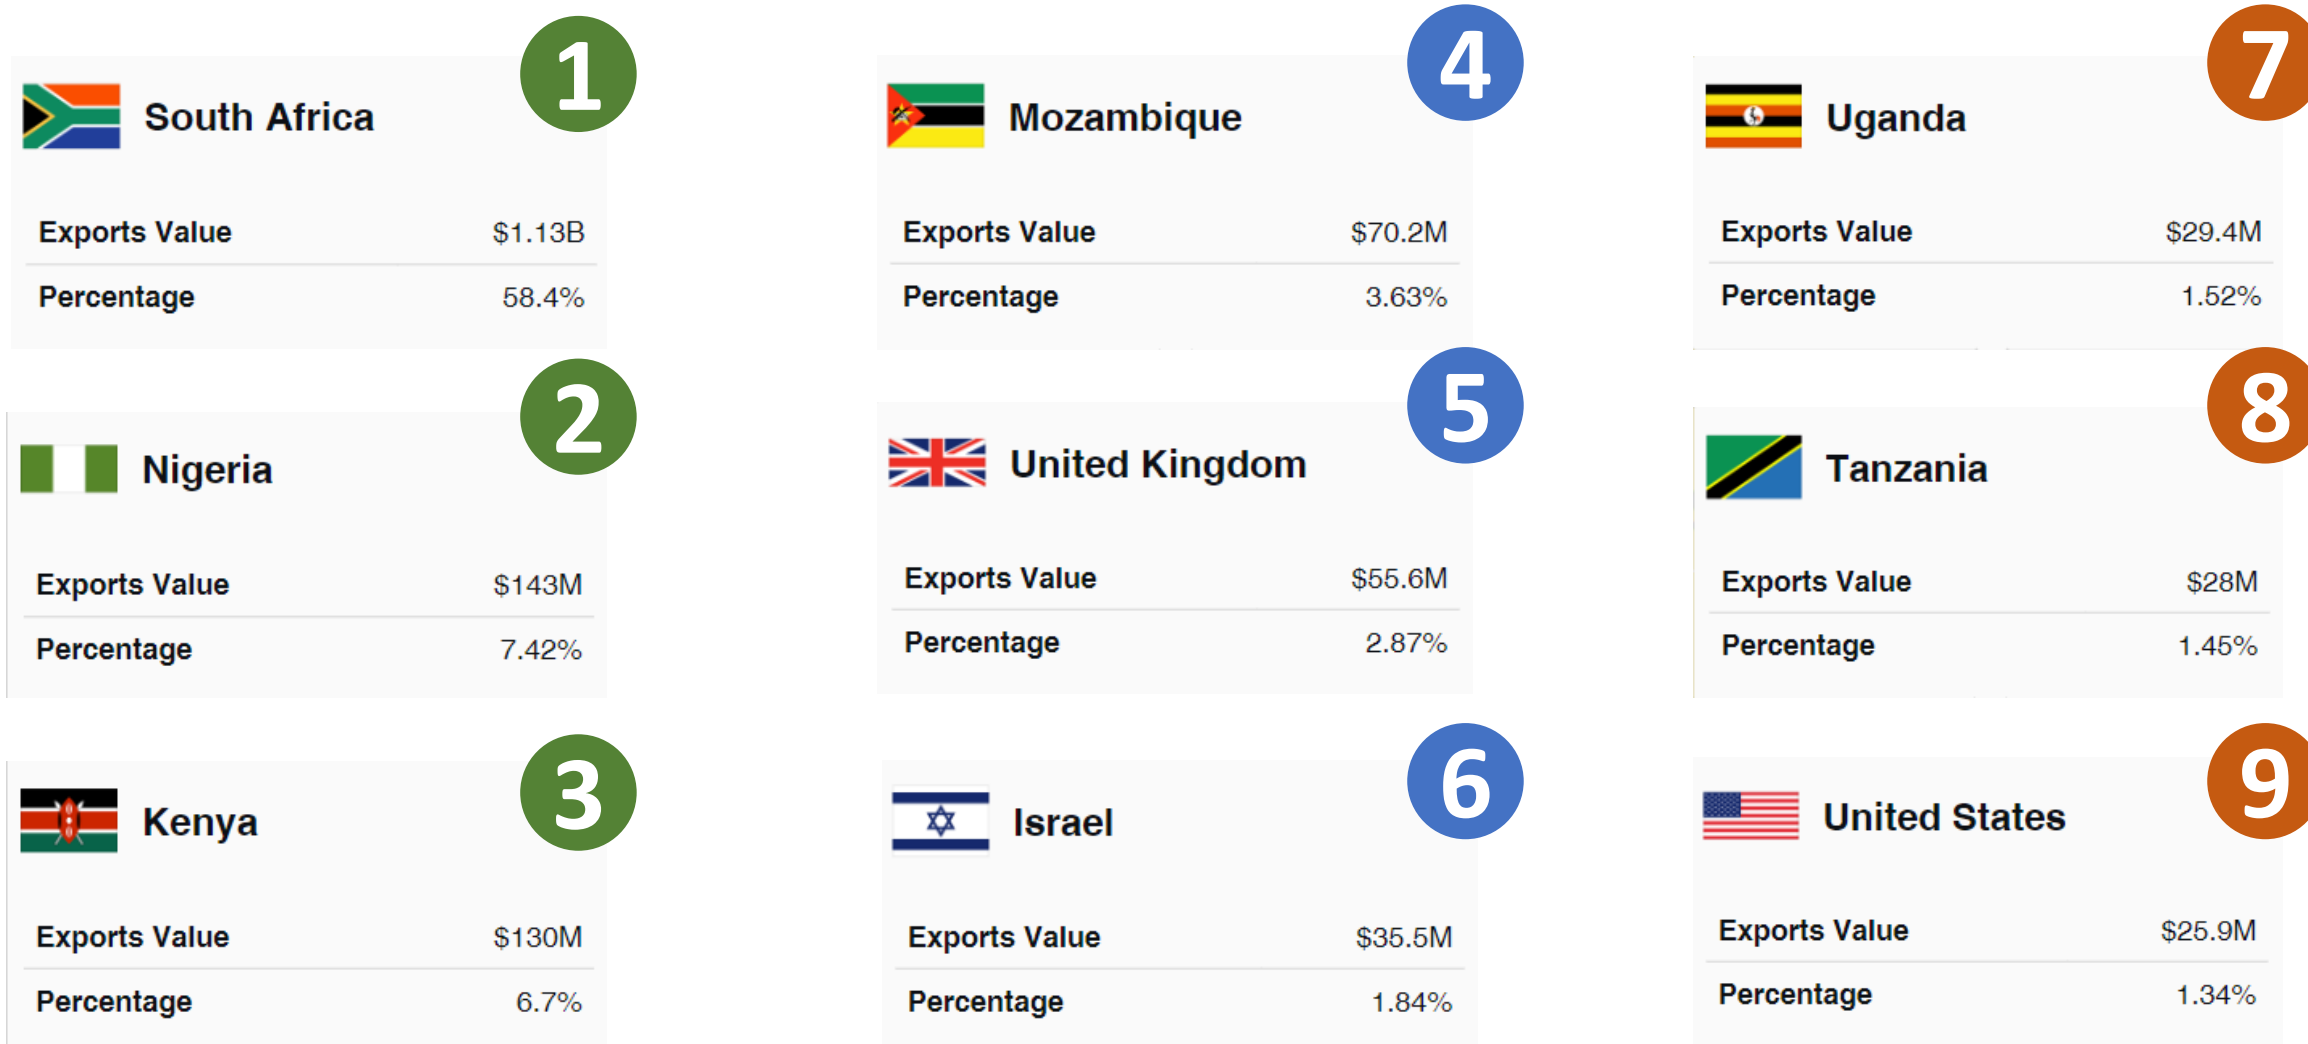 1
South Africa
Exports Value $1.13B
Percentage 58.4%
2
Nigeria
Exports Value $143M
Percentage 7.42%
3
Kenya
Exports Value $130M
Percentage 6.7%
4
Mozambique
Exports Value $70.2M
Percentage 3.63%
5
United Kingdom
Exports Value $55.6M
Percentage 2.87%
6
Israel
Exports Value $35.5M
Percentage 1.84%
7
Uganda
Exports Value $29.4M
Percentage 1.52%
8
Tanzania
Exports Value $28M
Percentage 1.45%
9
United States
Exports Value $25.9M
Percentage 1.34%